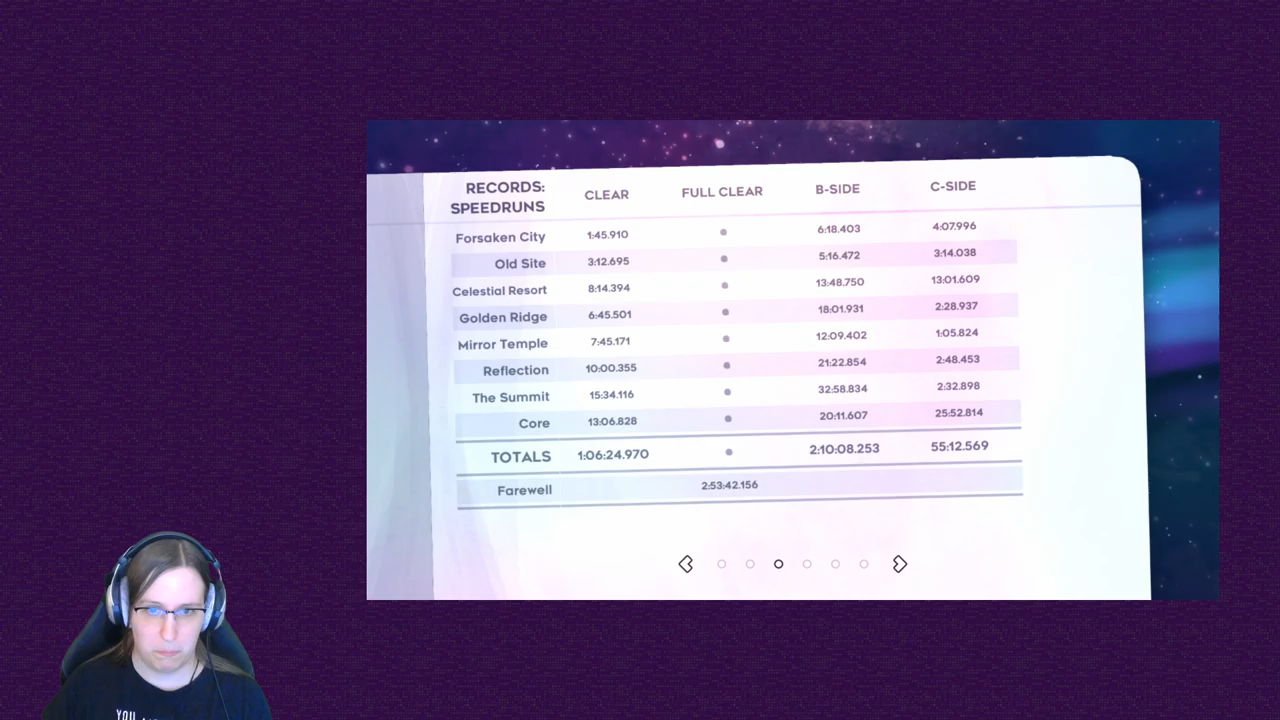 RECORDS: SPEEDRUNS CLEAR FULL CLEAR B-SIDE C-SIDE
Forsaken City 1:45.910 6:18.403 4:07.996
Old Site 3:12.695 5:16.472 3:14.038
Celestial Resort 8:14.394 13:48.750 13:01.609
Golden Ridge 6:45.501 18:01.931 2:28.937
Mirror Temple 7:45.171 12:09.402 1:05.824
Reflection 10:00.355 21:22.854 2:48.453
The Summit 15:34.116 32:58.834 2:32.898
Core 13:06.828 20:11.607 25:52.814
TOTALS 1:06:24.970 2:10:08.253 55:12.569
Farewell 2:53:42.156
YOU